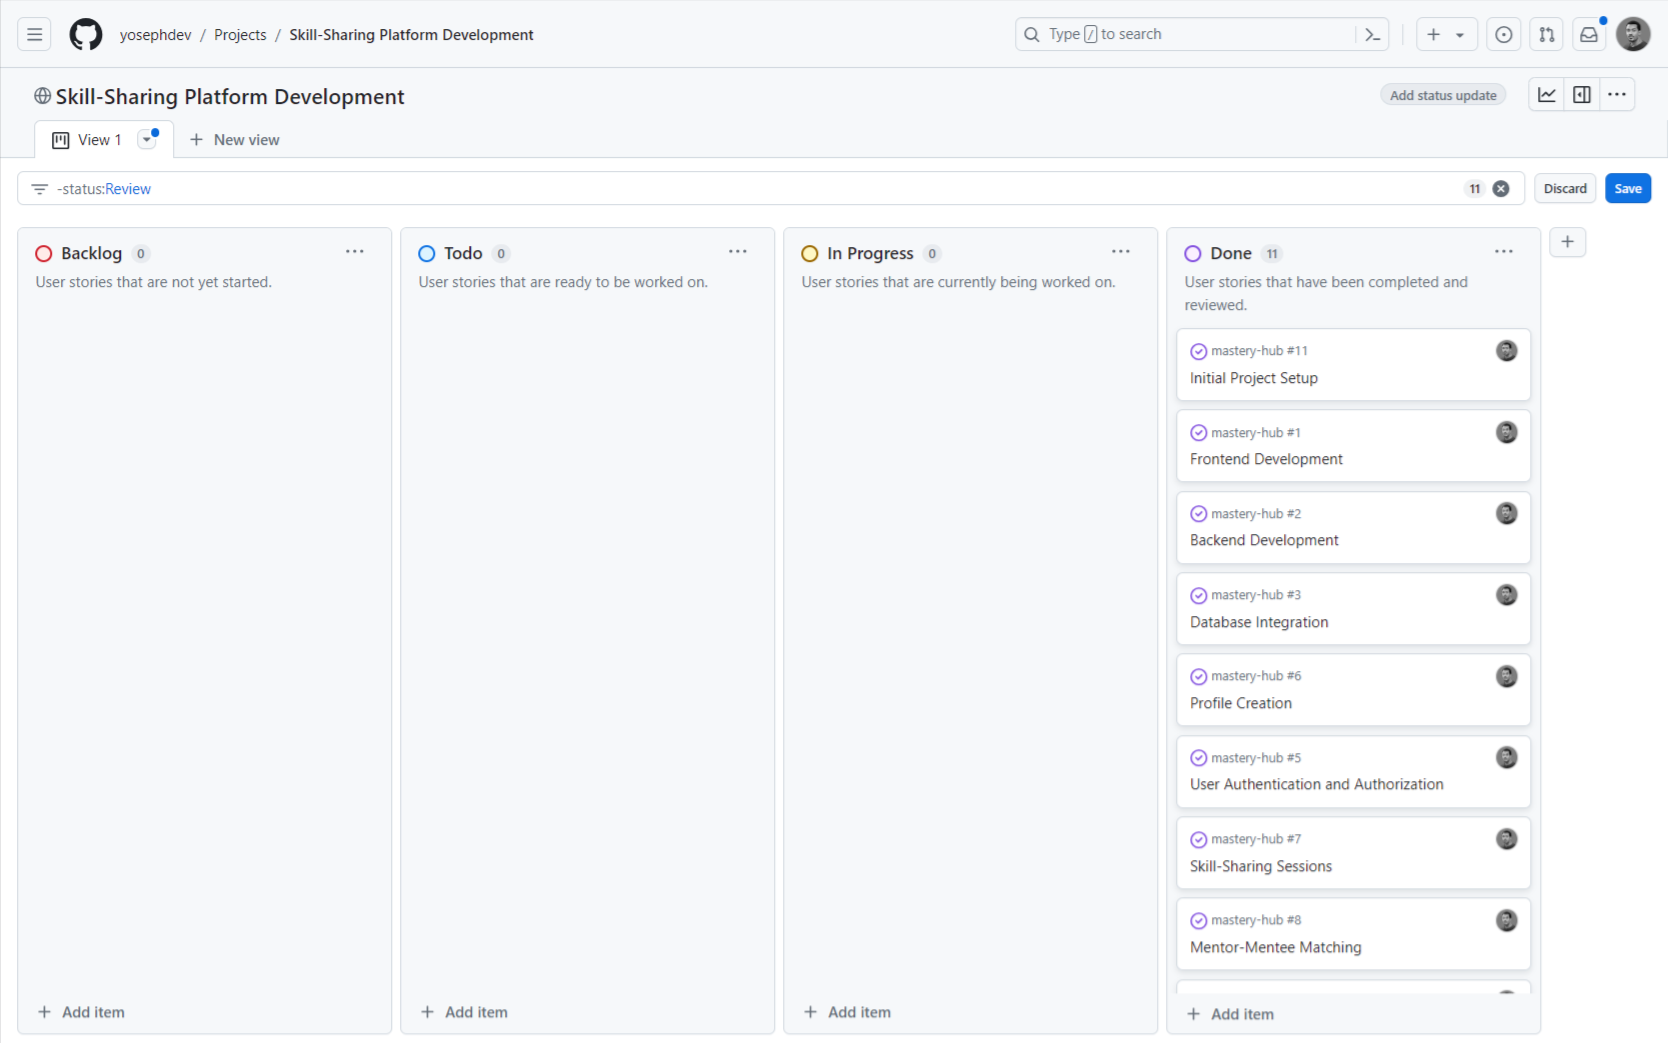 yosephdev / Projects / Skill-Sharing Platform Development
Type / to search
Skill-Sharing Platform Development
Add status update
View 1
New view
-status:Review
11
Discard
Save
Backlog 0
User stories that are not yet started.
Add item
Todo 0
User stories that are ready to be worked on.
Add item
In Progress 0
User stories that are currently being worked on.
Add item
Done 11
User stories that have been completed and
reviewed.
mastery-hub #11
Initial Project Setup
mastery-hub #1
Frontend Development
mastery-hub #2
Backend Development
mastery-hub #3
Database Integration
mastery-hub #6
Profile Creation
mastery-hub #5
User Authentication and Authorization
mastery-hub #7
Skill-Sharing Sessions
mastery-hub #8
Mentor-Mentee Matching
Add item